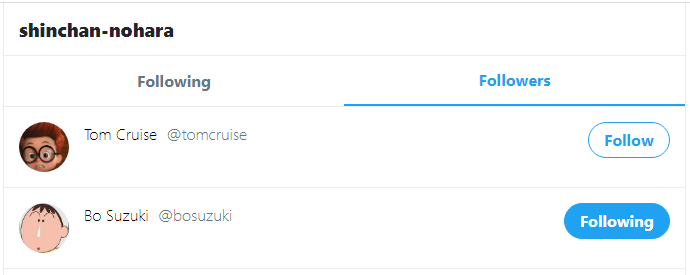 shinchan-nohara
Following Followers
Tom Cruise @tomcruise Follow
Bo Suzuki @bosuzuki Following